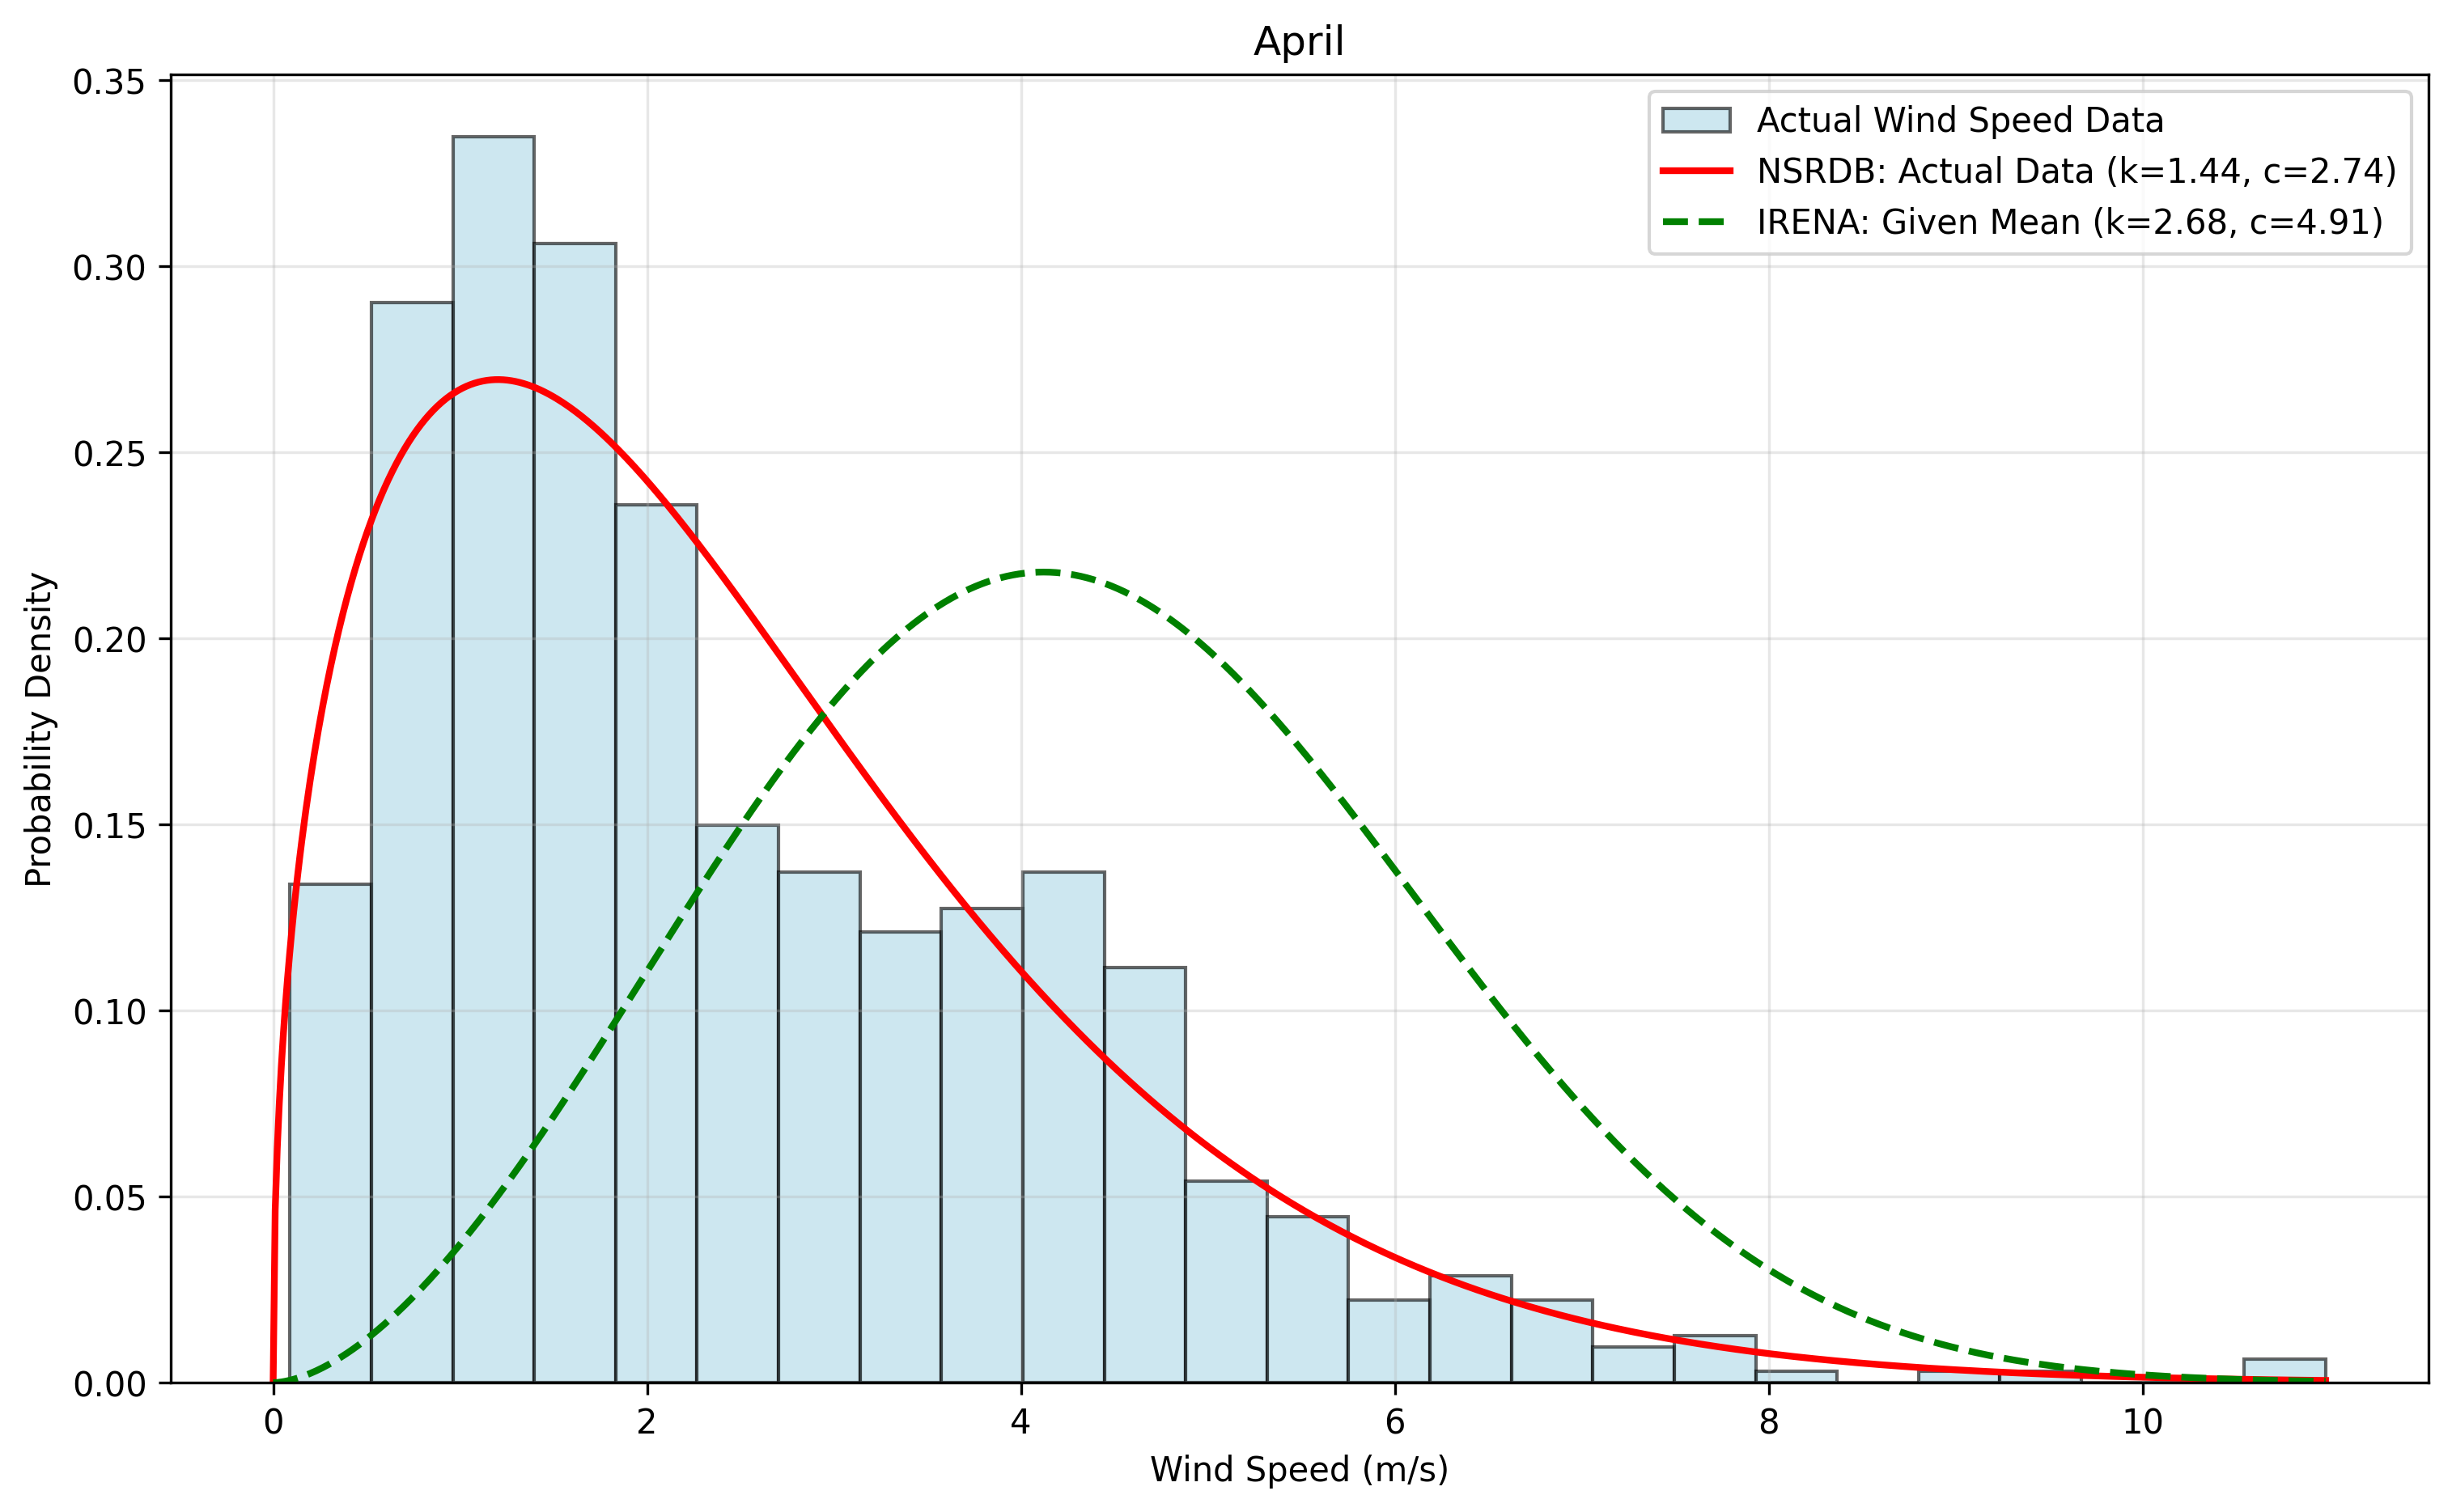 April
Probability Density
0.35
0.30
0.25
0.20
0.15
0.10
0.05
0.00
Actual Wind Speed Data
NSRDB: Actual Data (k=1.44, c=2.74)
IRENA: Given Mean (k=2.68, c=4.91)
0 2 4 6 8 10
Wind Speed (m/s)